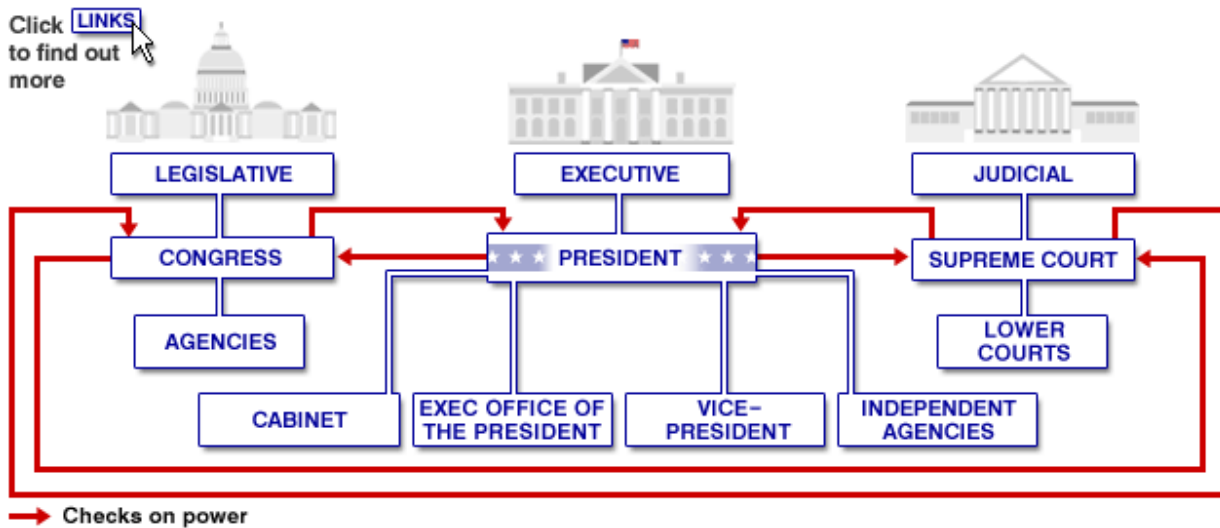 Click LINKS
to find out
more
LEGISLATIVE
EXECUTIVE
JUDICIAL
CONGRESS
PRESIDENT
SUPREME COURT
AGENCIES
LOWER
COURTS
CABINET
EXEC OFFICE OF
THE PRESIDENT
VICE–
PRESIDENT
INDEPENDENT
AGENCIES
Checks on power